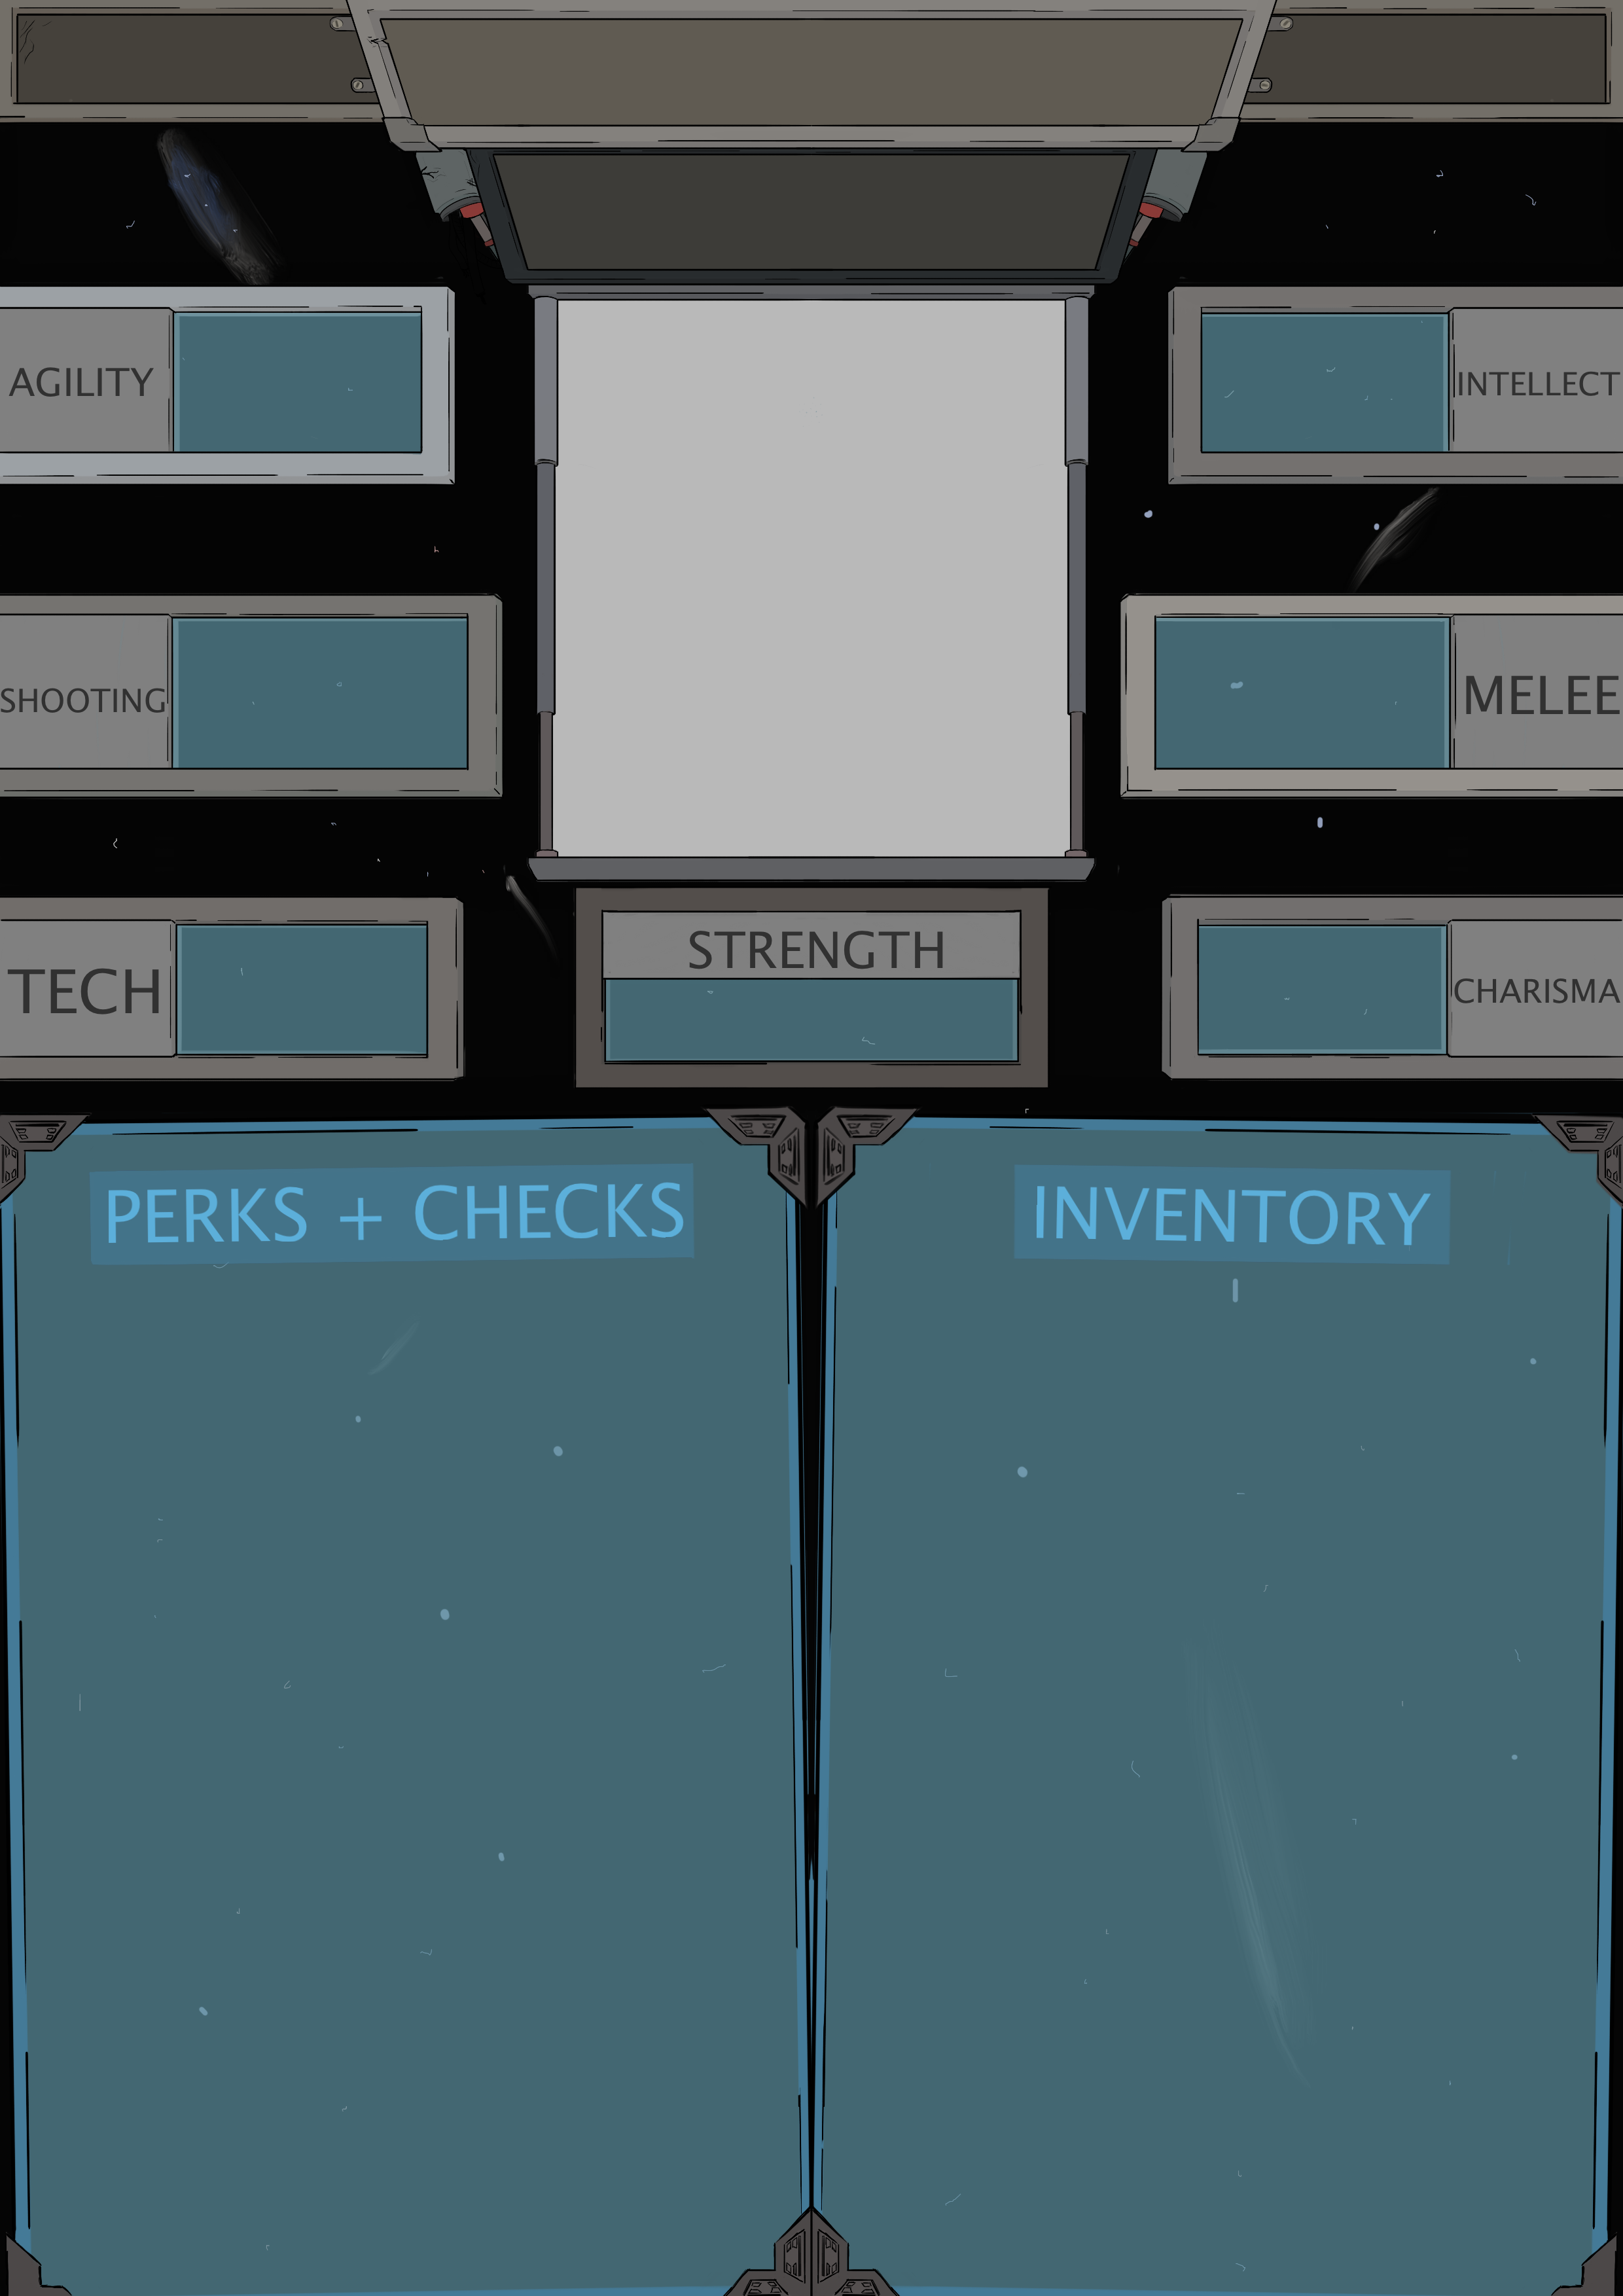 AGILITY
INTELLECT
SHOOTING
MELEE
TECH
STRENGTH
CHARISMA
PERKS + CHECKS
INVENTORY